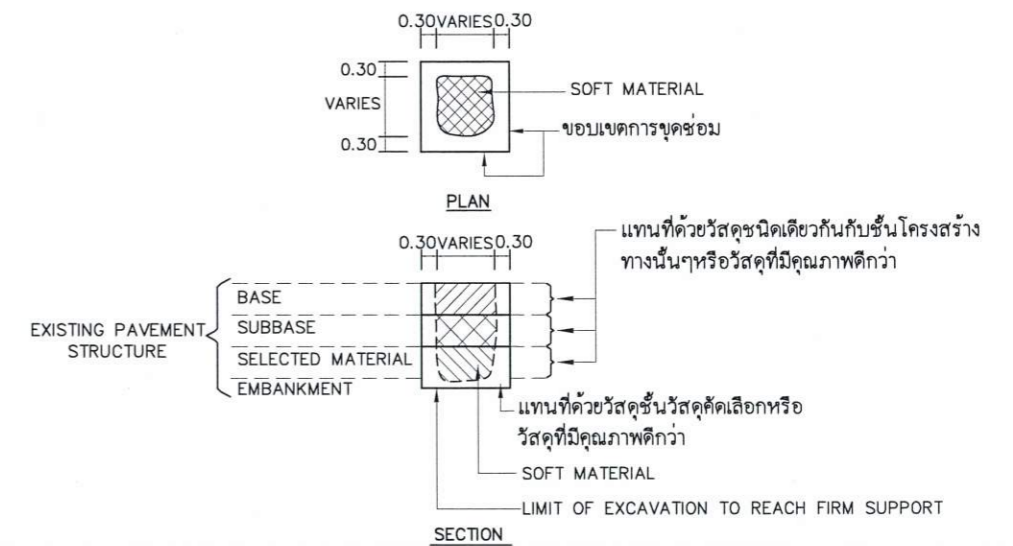 0.30 VARIES 0.30
0.30
VARIES
0.30
SOFT MATERIAL
ขอบเขตการขุดซ่อม
PLAN
0.30 VARIES 0.30
แทนที่ด้วยวัสดุชนิดเดียวกันกับชั้นโครงสร้าง
ทางนั้นๆหรือวัสดุที่มีคุณภาพดีกว่า
BASE
SUBBASE
SELECTED MATERIAL
EMBANKMENT
EXISTING PAVEMENT
STRUCTURE
แทนที่ด้วยวัสดุชั้นวัสดุคัดเลือกหรือ
วัสดุที่มีคุณภาพดีกว่า
SOFT MATERIAL
LIMIT OF EXCAVATION TO REACH FIRM SUPPORT
SECTION